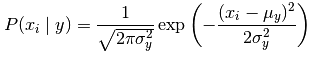 P(x_i | y) = \frac{1}{\sqrt{2\pi\sigma_y^2}} \exp\left(-\frac{(x_i - \mu_y)^2}{2\sigma_y^2}\right)